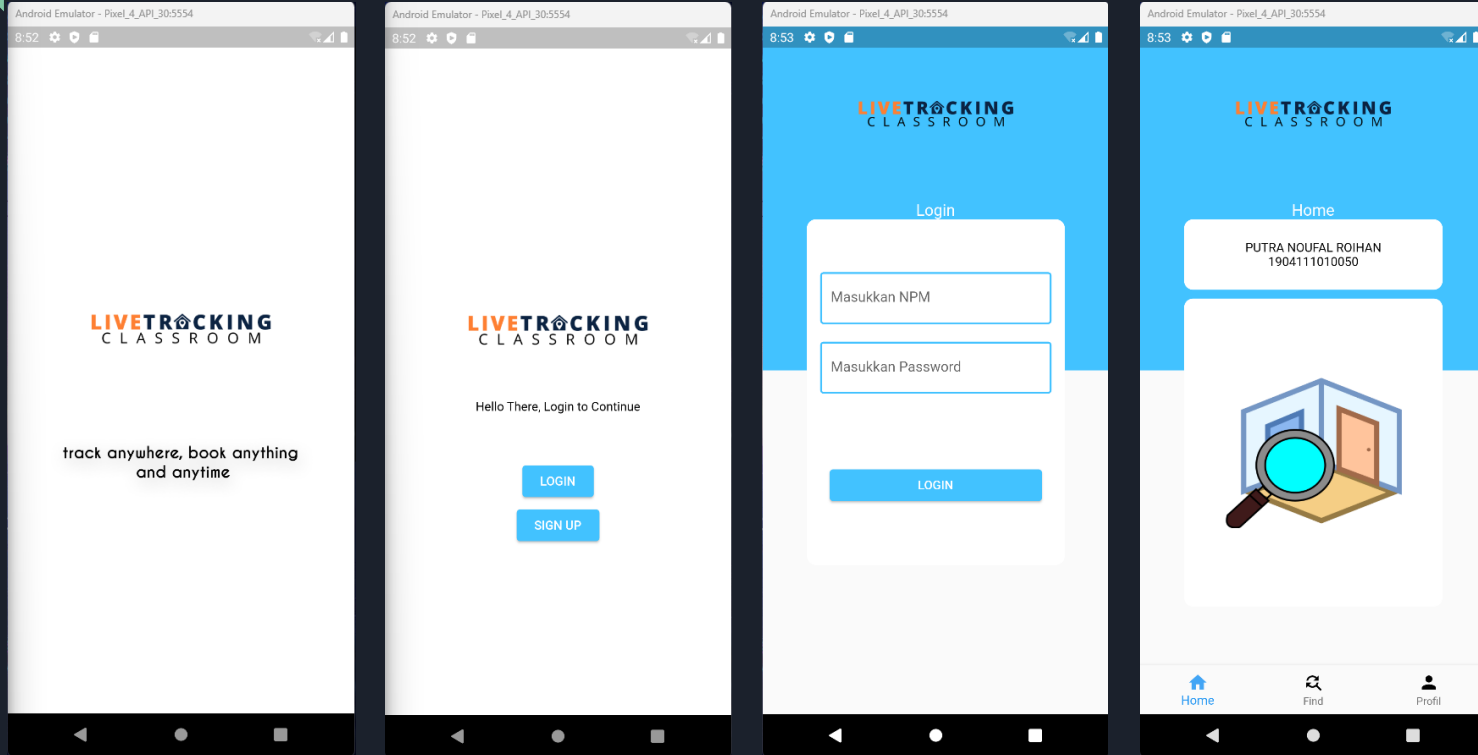 Android Emulator - Pixel_4_API_30:5554
8:52
LIVETRACKING
CLASSROOM
track anywhere, book anything
and anytime
Android Emulator - Pixel_4_API_30:5554
8:52
LIVETRACKING
CLASSROOM
Hello There, Login to Continue
LOGIN
SIGN UP
Android Emulator - Pixel_4_API_30:5554
8:53
LIVETRACKING
CLASSROOM
Login
Masukkan NPM
Masukkan Password
LOGIN
Android Emulator - Pixel_4_API_30:5554
8:53
LIVETRACKING
CLASSROOM
Home
PUTRA NOUFAL ROIHAN
1904111010050
Home
Find
Profil